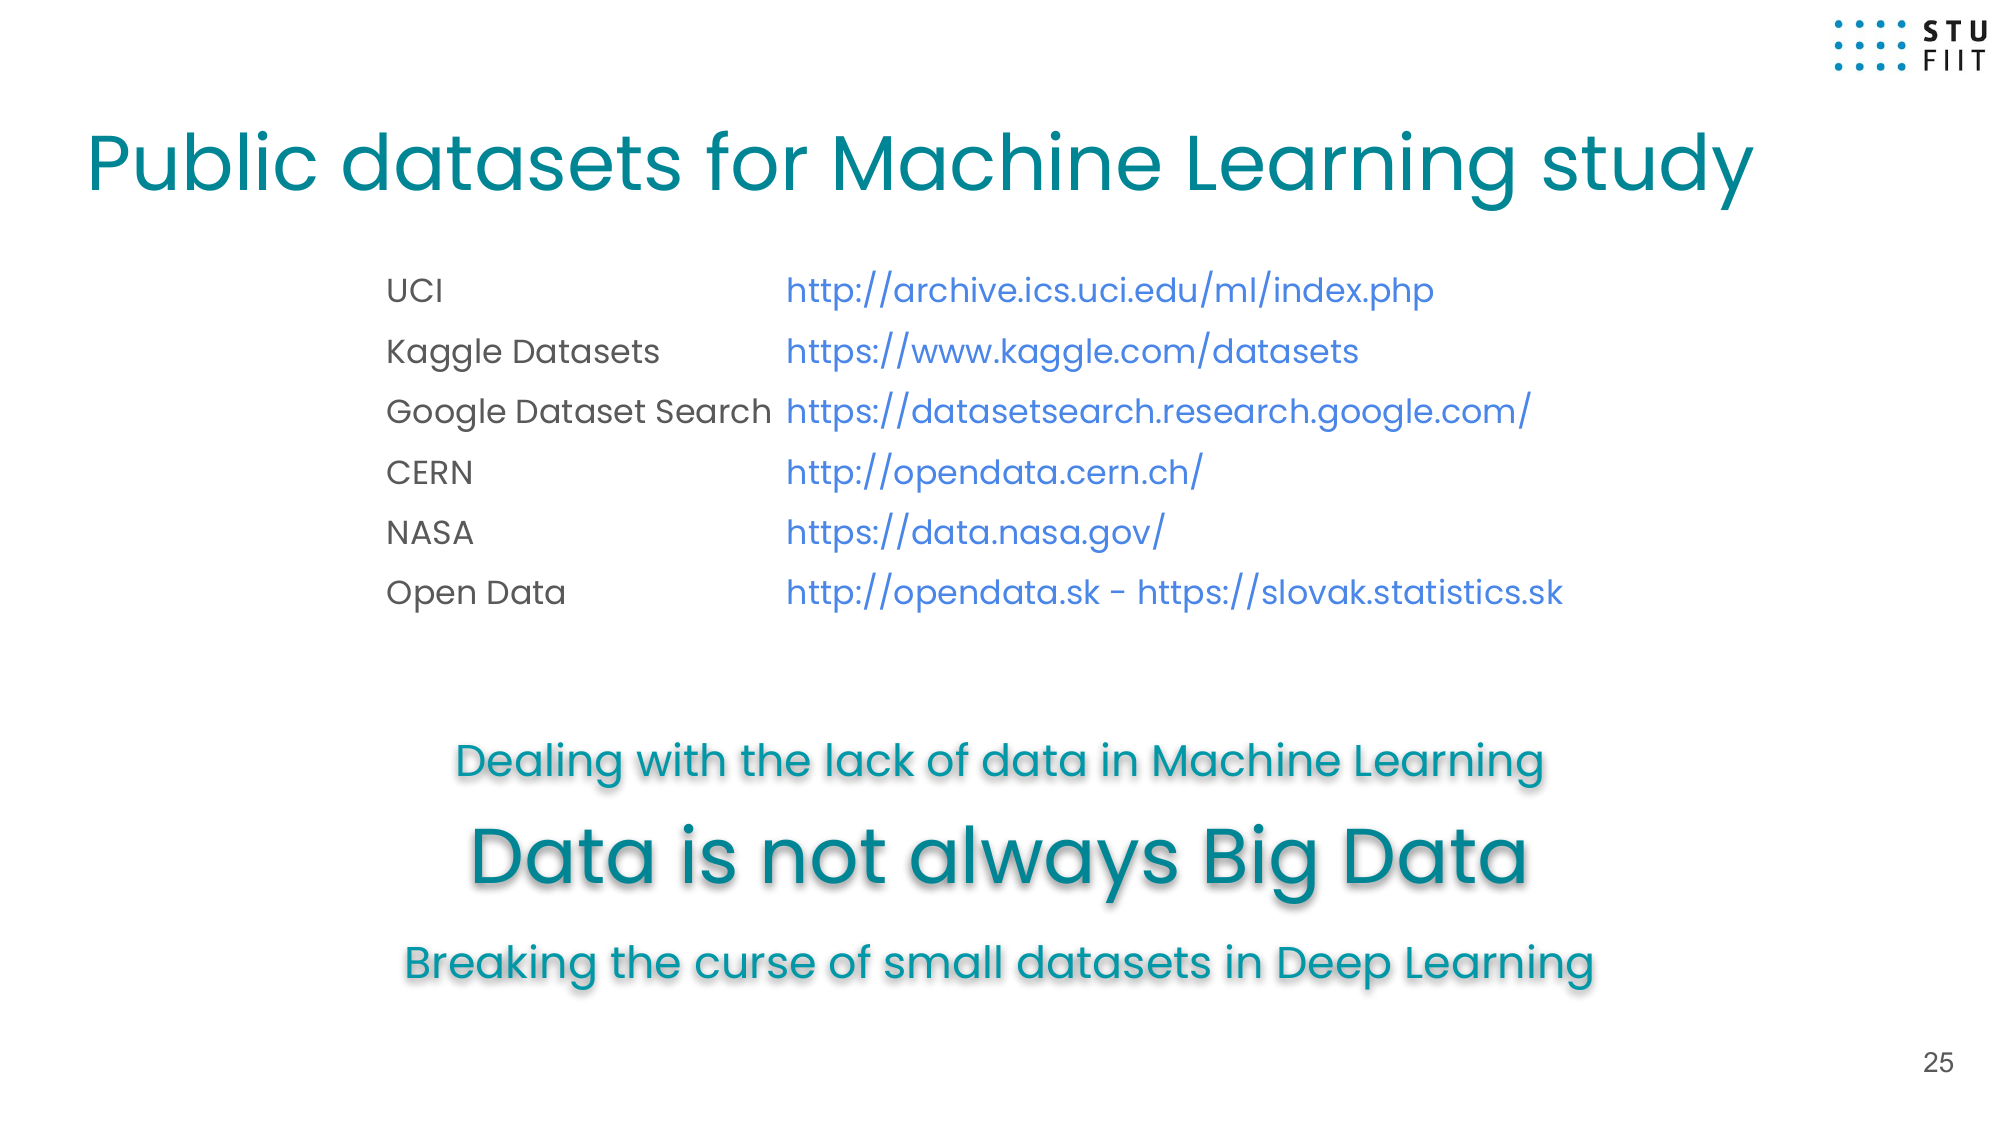 STU
FIIT
Public datasets for Machine Learning study
UCI http://archive.ics.uci.edu/ml/index.php
Kaggle Datasets https://www.kaggle.com/datasets
Google Dataset Search https://datasetsearch.research.google.com/
CERN http://opendata.cern.ch/
NASA https://data.nasa.gov/
Open Data http://opendata.sk - https://slovak.statistics.sk
Dealing with the lack of data in Machine Learning
Data is not always Big Data
Breaking the curse of small datasets in Deep Learning
25